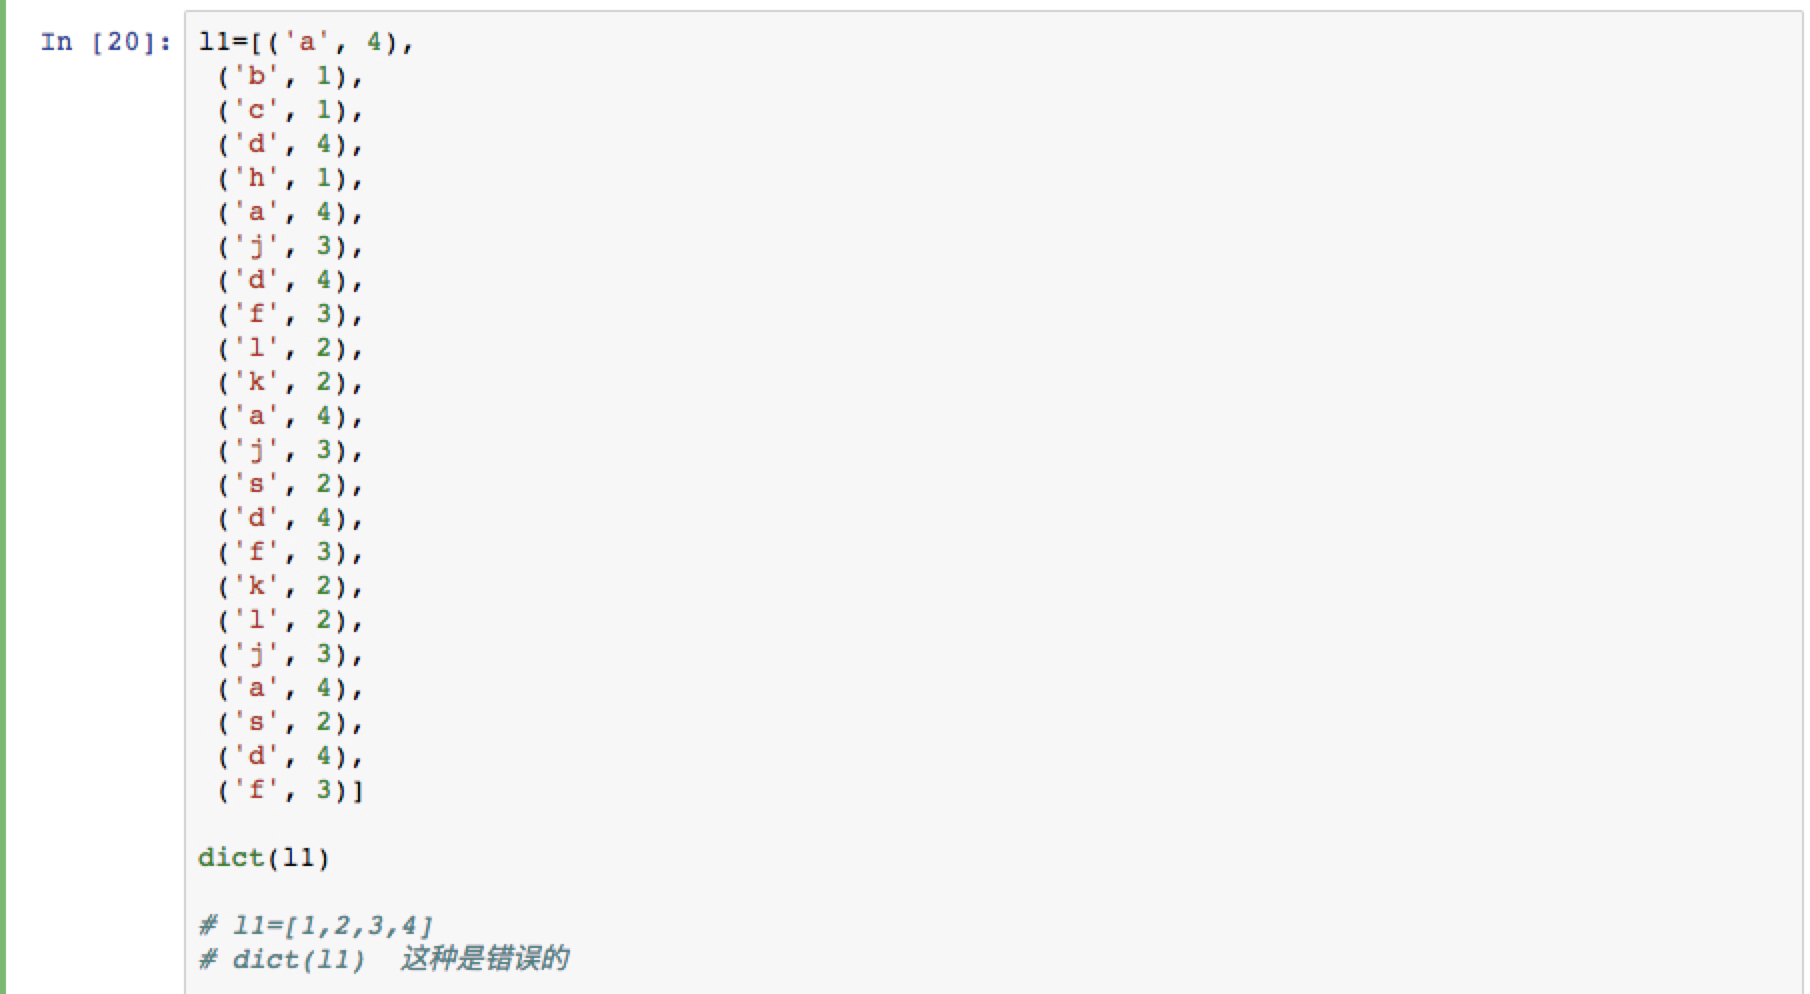 In [20]: l1=[('a', 4),
('b', 1),
('c', 1),
('d', 4),
('h', 1),
('a', 4),
('j', 3),
('d', 4),
('f', 3),
('l', 2),
('k', 2),
('a', 4),
('j', 3),
('s', 2),
('d', 4),
('f', 3),
('k', 2),
('l', 2),
('j', 3),
('a', 4),
('s', 2),
('d', 4),
('f', 3)]
dict(l1)
# l1=[1,2,3,4]
# dict(l1)  这种是错误的